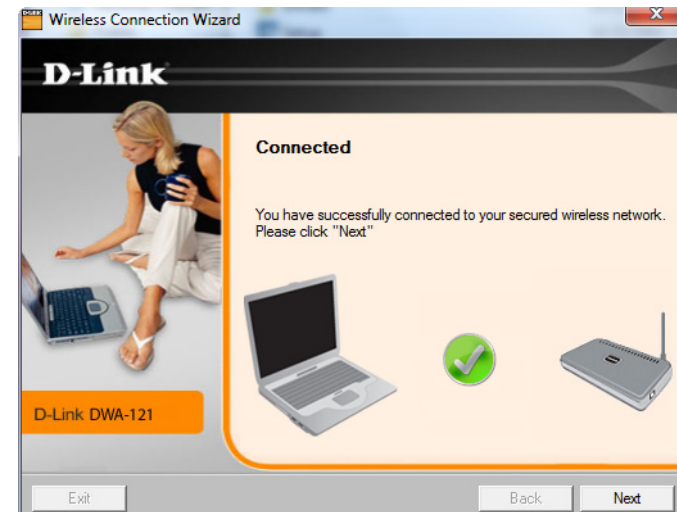 Wireless Connection Wizard
D-Link
Connected
You have successfully connected to your secured wireless network.
Please click "Next"
D-Link DWA-121
Exit
Back
Next